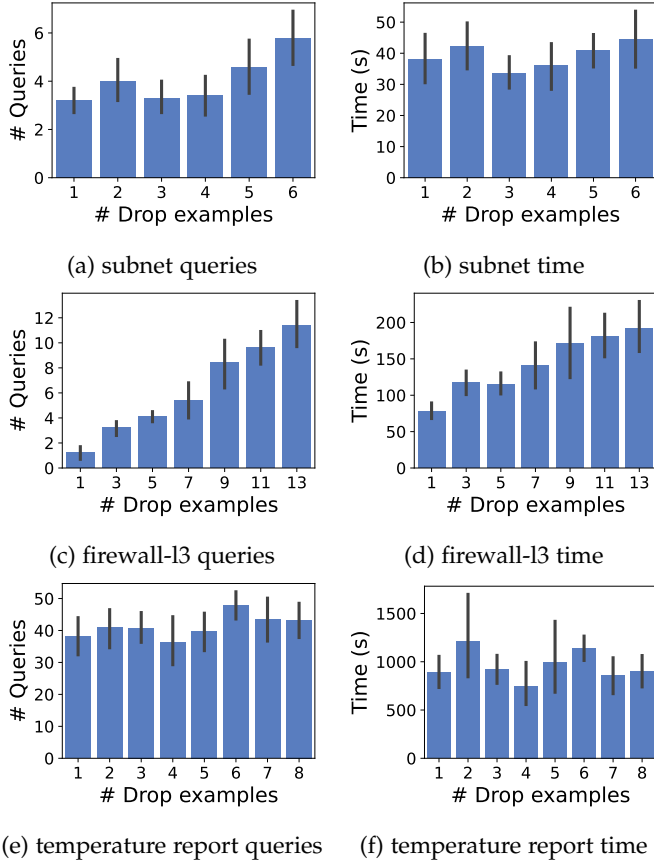 # Queries
6
4
2
0
1 2 3 4 5 6
# Drop examples
(a) subnet queries
Time (s)
50
40
30
20
10
0
1 2 3 4 5 6
# Drop examples
(b) subnet time
# Queries
12
10
8
6
4
2
0
1 3 5 7 9 11 13
# Drop examples
(c) firewall-l3 queries
Time (s)
200
150
100
50
0
1 3 5 7 9 11 13
# Drop examples
(d) firewall-l3 time
# Queries
50
40
30
20
10
0
1 2 3 4 5 6 7 8
# Drop examples
(e) temperature report queries
Time (s)
1500
1000
500
0
1 2 3 4 5 6 7 8
# Drop examples
(f) temperature report time